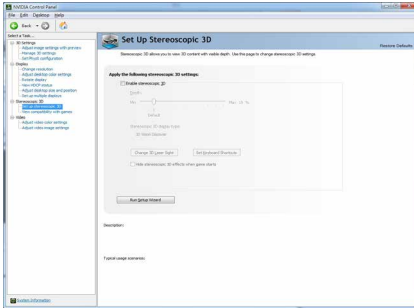 NVIDIA Control Panel
File Edit Desktop Help
Back
Select a Task...
3D Settings
Adjust image settings with preview
Manage 3D settings
Set PhysX configuration
Display
Change resolution
Adjust desktop color settings
Rotate display
View HDCP status
Adjust desktop size and position
Set up multiple displays
Stereoscopic 3D
Set up stereoscopic 3D
View compatibility with games
Video
Adjust video color settings
Adjust video image settings
System Information
Set Up Stereoscopic 3D
Restore Defaults
Stereoscopic 3D allows you to view 3D content with visible depth. Use this page to change stereoscopic 3D settings.
Apply the following stereoscopic 3D settings:
Enable stereoscopic 3D
Depth:
Min
Max
Default
Stereoscopic 3D display type:
3D Vision Discover
Change 3D Laser Sight
Set Keyboard Shortcuts
Hide stereoscopic 3D effects when game starts
Run Setup Wizard
Description:
Typical usage scenarios: